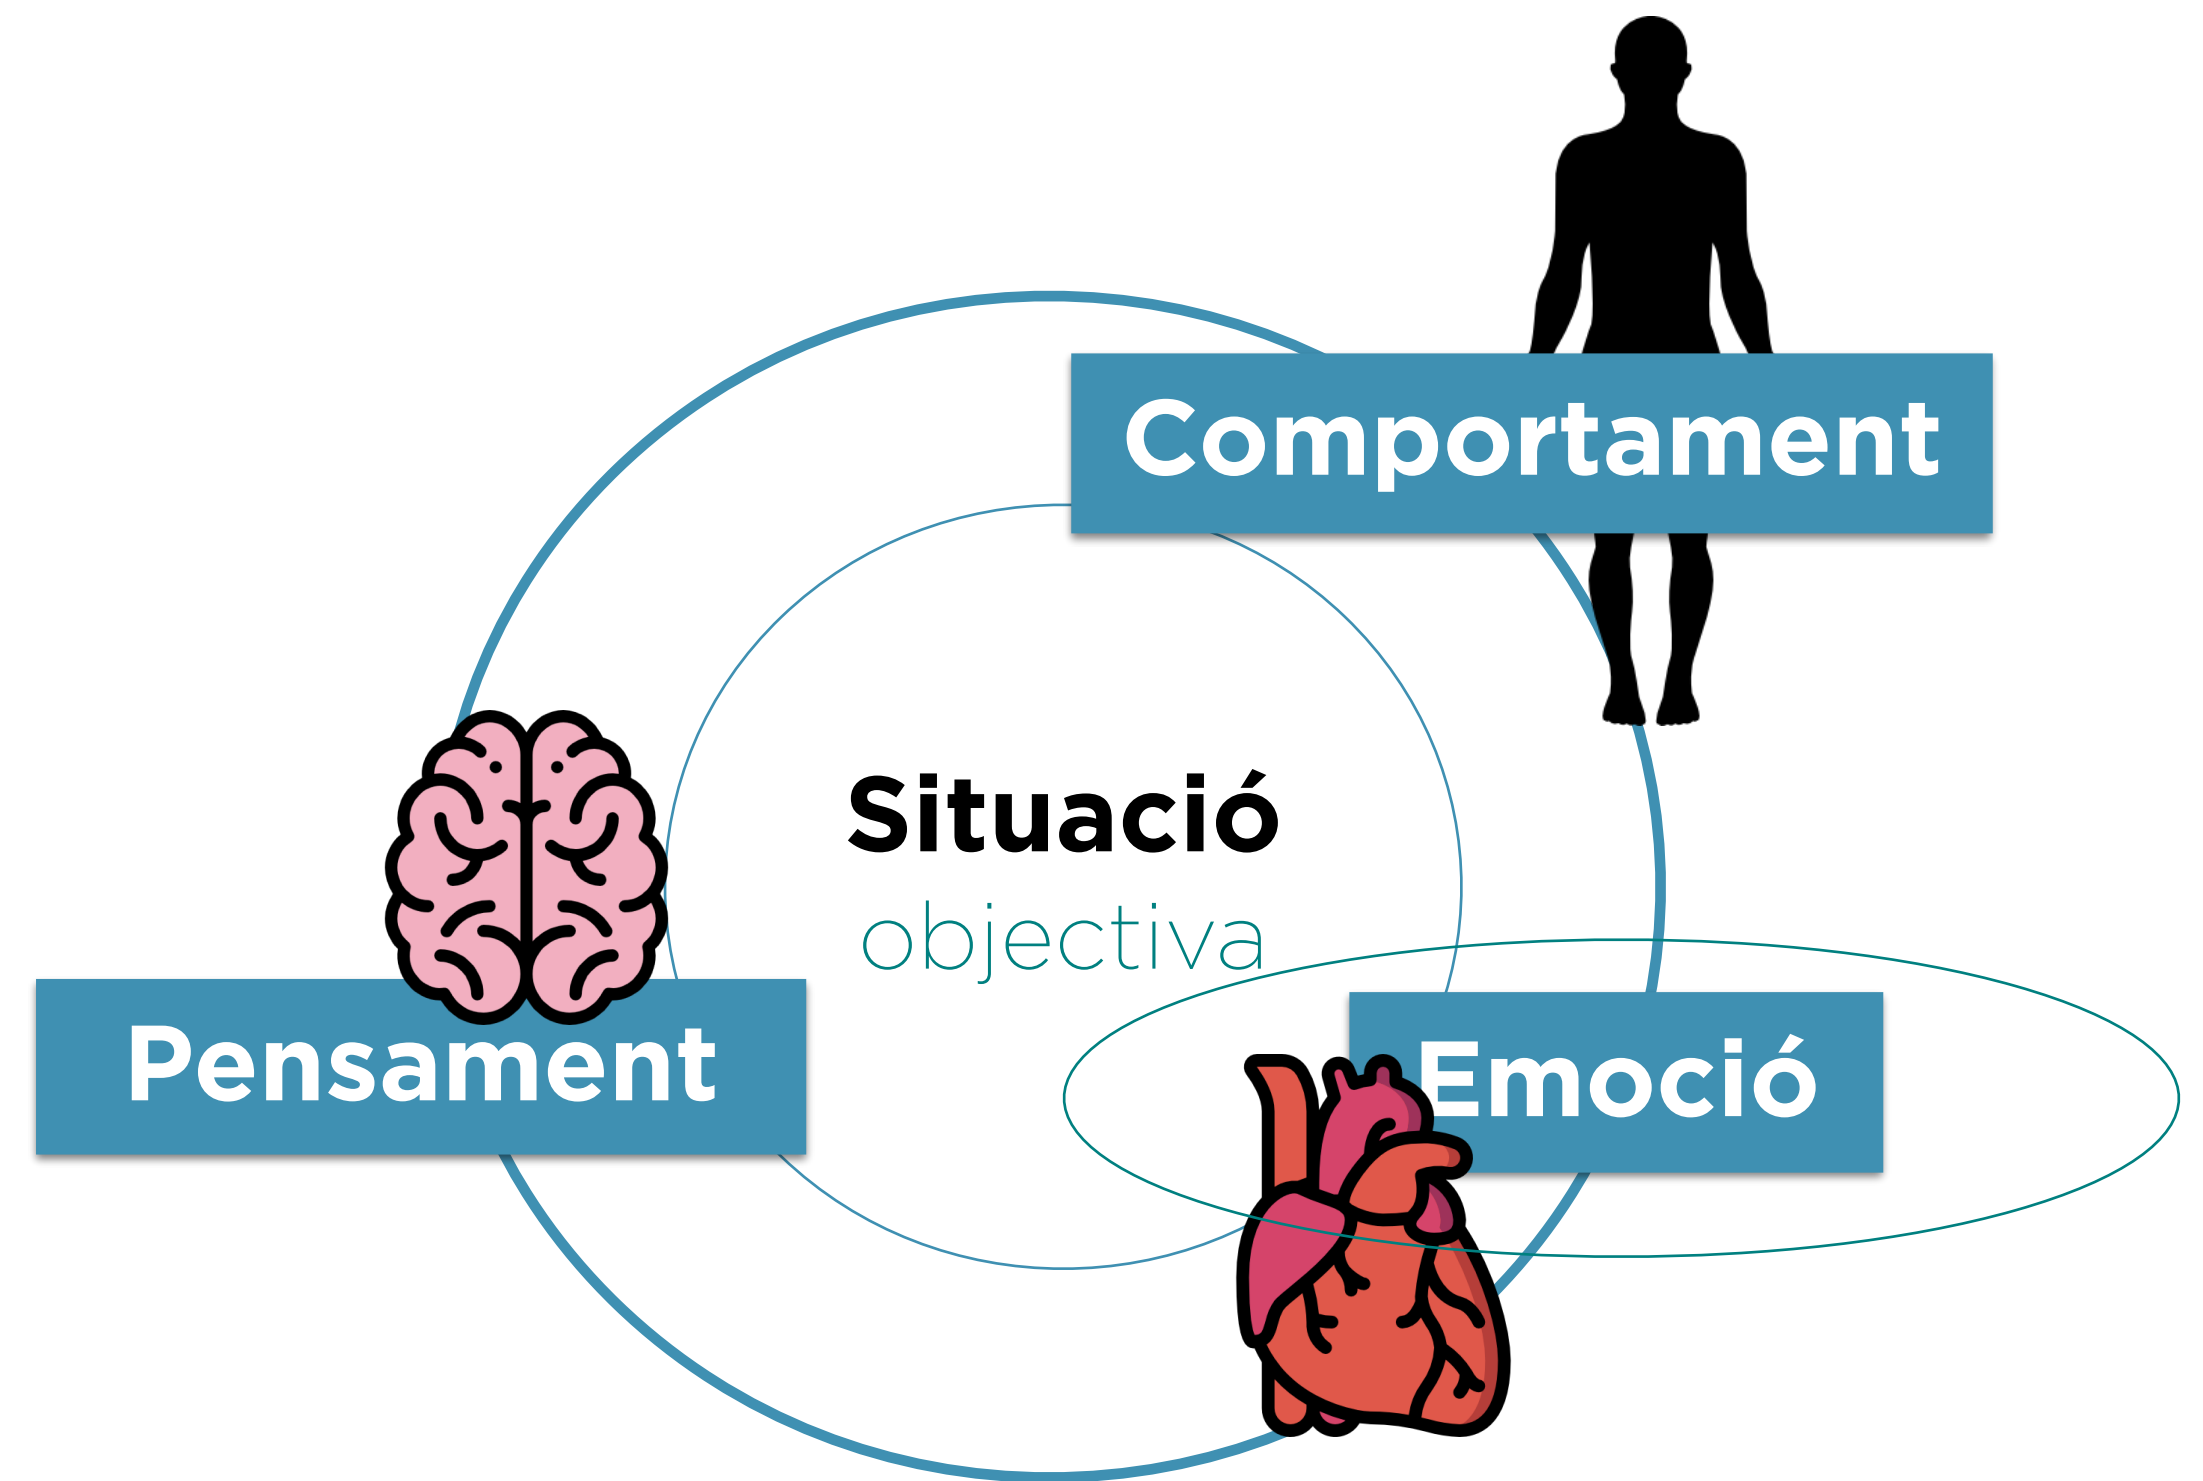 Comportament
Situació
objectiva
Pensament
Emoció